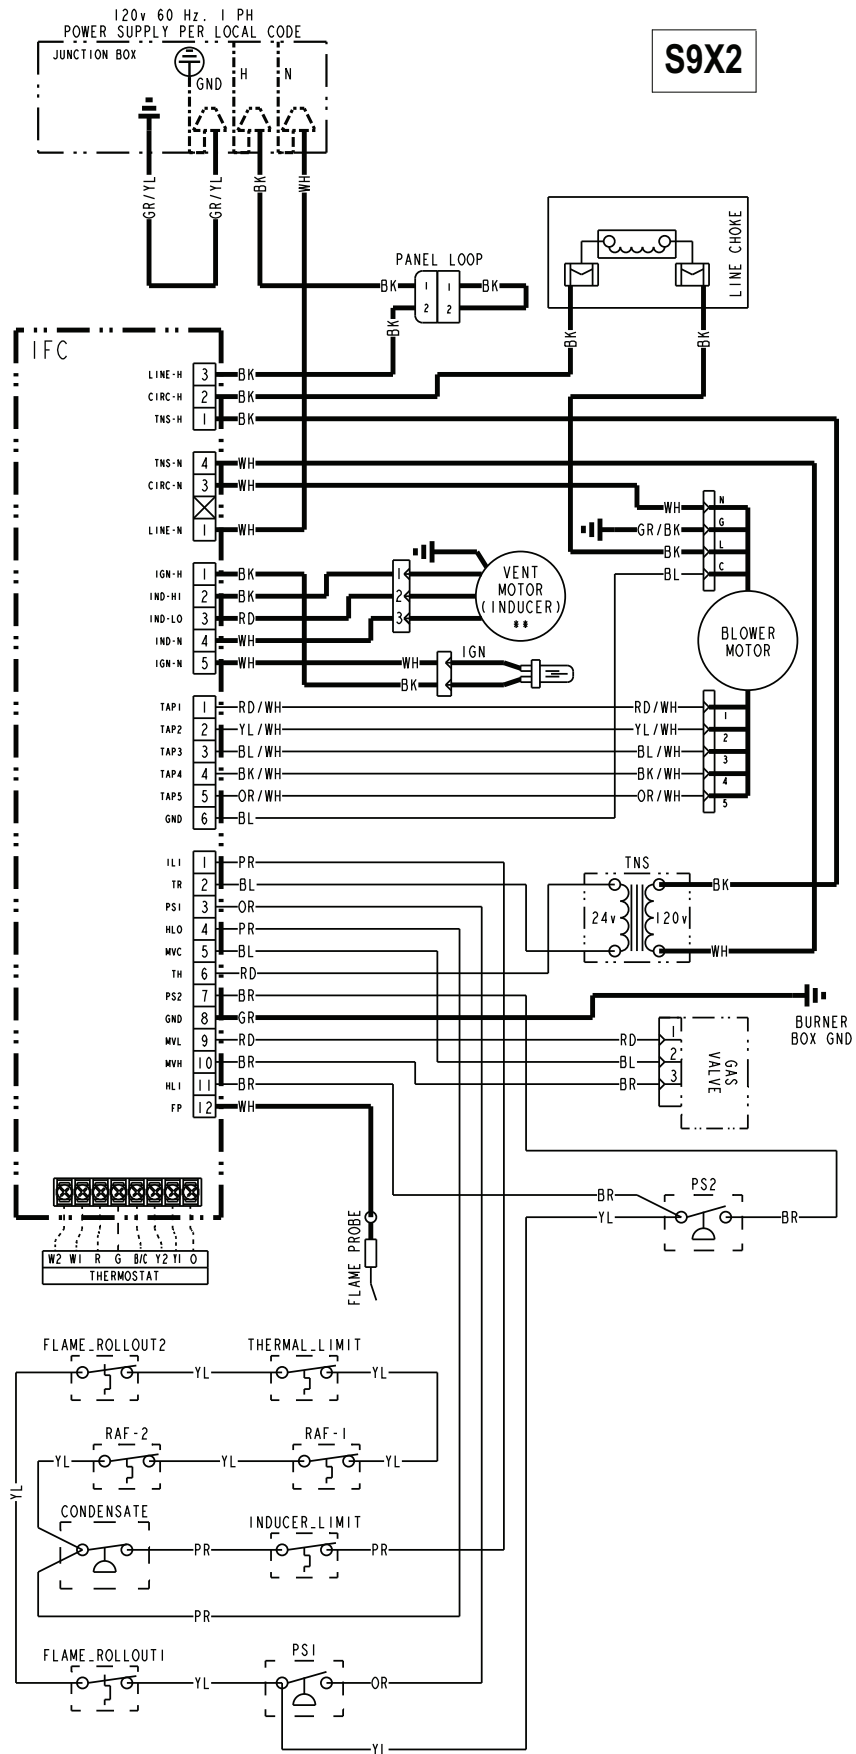 120v 60 Hz. 1 PH
POWER SUPPLY PER LOCAL CODE
S9X2
JUNCTION BOX
GND
H
N
GR/YL
GR/YL
BK
WH
LINE CHOKE
PANEL LOOP
BK
1
1
BK
2
2
BK
BK
BK
IFC
LINE-H 3 BK
CIRC-H 2 BK
TNS-H 1 BK
TNS-N 4 WH
CIRC-N 3 WH
LINE-N 1 WH
WH N
GR/BK G
BK L
BL C
IGN-H 1 BK
IND-HI 2 BK
IND-LO 3 RD
IND-N 4 WH
IGN-N 5 WH
1
2
3
VENT
MOTOR
(INDUCER)
**
BLOWER
MOTOR
WH
IGN
BK
TAP1 1 RD/WH RD/WH 1
TAP2 2 YL/WH YL/WH 2
TAP3 3 BL/WH BL/WH 3
TAP4 4 BK/WH BK/WH 4
TAP5 5 OR/WH OR/WH 5
GND 6 BL
ILI 1 PR
TR 2 BL
PS1 3 OR
HLO 4 PR
MVC 5 BL
TH 6 RD
PS2 7 BR
GND 8 GR
MVL 9 RD
MVH 10 BR
HLI 11 BR
FP 12 WH
TNS
24v
120v
BK
WH
BURNER
BOX GND
RD 1
BL 2
BR 3
GAS
VALVE
PS2
BR
YL
BR
FLAME PROBE
W2 W1 R G B/C Y2 Y1 O
THERMOSTAT
FLAME_ROLLOUT2
THERMAL_LIMIT
YL
YL
RAF-2
RAF-1
YL
YL
YL
YL
CONDENSATE
INDUCER_LIMIT
PR
PR
PR
FLAME_ROLLOUT1
PS1
YL
OR
YL